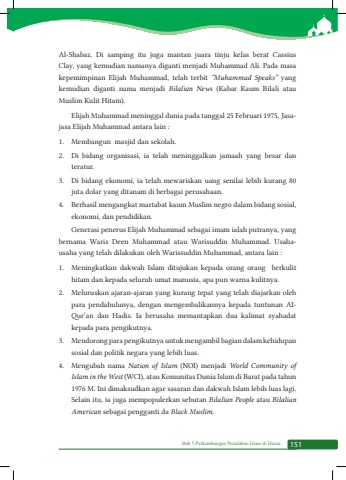 Al-Shabaz. Di samping itu juga mantan juara tinju kelas berat Cassius
Clay, yang kemudian namanya diganti menjadi Muhammad Ali. Pada masa
kepemimpinan Elijah Muhammad, telah terbit "Muhammad Speaks" yang
kemudian diganti nama menjadi Bilalian News (Kabar Kaum Bilali atau
Muslim Kulit Hitam).
Elijah Muhammad meninggal dunia pada tanggal 25 Februari 1975. Jasa-
jasa Elijah Muhammad antara lain :
1. Membangun masjid dan sekolah.
2. Di bidang organisasi, ia telah meninggalkan jamaah yang besar dan
teratur.
3. Di bidang ekonomi, ia telah mewariskan uang senilai lebih kurang 80
juta dolar yang ditanam di berbagai perusahaan.
4. Berhasil mengangkat martabat kaum Muslim negro dalam bidang sosial,
ekonomi, dan pendidikan.
Generasi penerus Elijah Muhammad sebagai imam ialah putranya, yang
bernama Waris Deen Muhammad atau Warisuddin Muhammad. Usaha-
usaha yang telah dilakukan oleh Warissuddin Muhammad, antara lain :
1. Meningkatkan dakwah Islam ditujukan kepada orang orang berkulit
hitam dan kepada seluruh umat manusia, apa pun warna kulitnya.
2. Meluruskan ajaran-ajaran yang kurang tepat yang telah diajarkan oleh
para pendahulunya, dengan mengembalikannya kepada tuntunan Al-
Qur'an dan Hadis. Ia berusaha memantapkan dua kalimat syahadat
kepada para pengikutnya.
3. Mendorong para pengikutnya untuk mengambil bagian dalam kehidupan
sosial dan politik negara yang lebih luas.
4. Mengubah nama Nation of Islam (NOI) menjadi World Community of
Islam in the West (WCI), atau Komunitas Dunia Islam di Barat pada tahun
1976 M. Ini dimaksudkan agar sasaran dan dakwah Islam lebih luas lagi.
Selain itu, ia juga mempopulerkan sebutan Bilalian People atau Bilalian
American sebagai pengganti da Black Muslim.
Bab 5 Perkembangan Peradaban Islam di Dunia 151